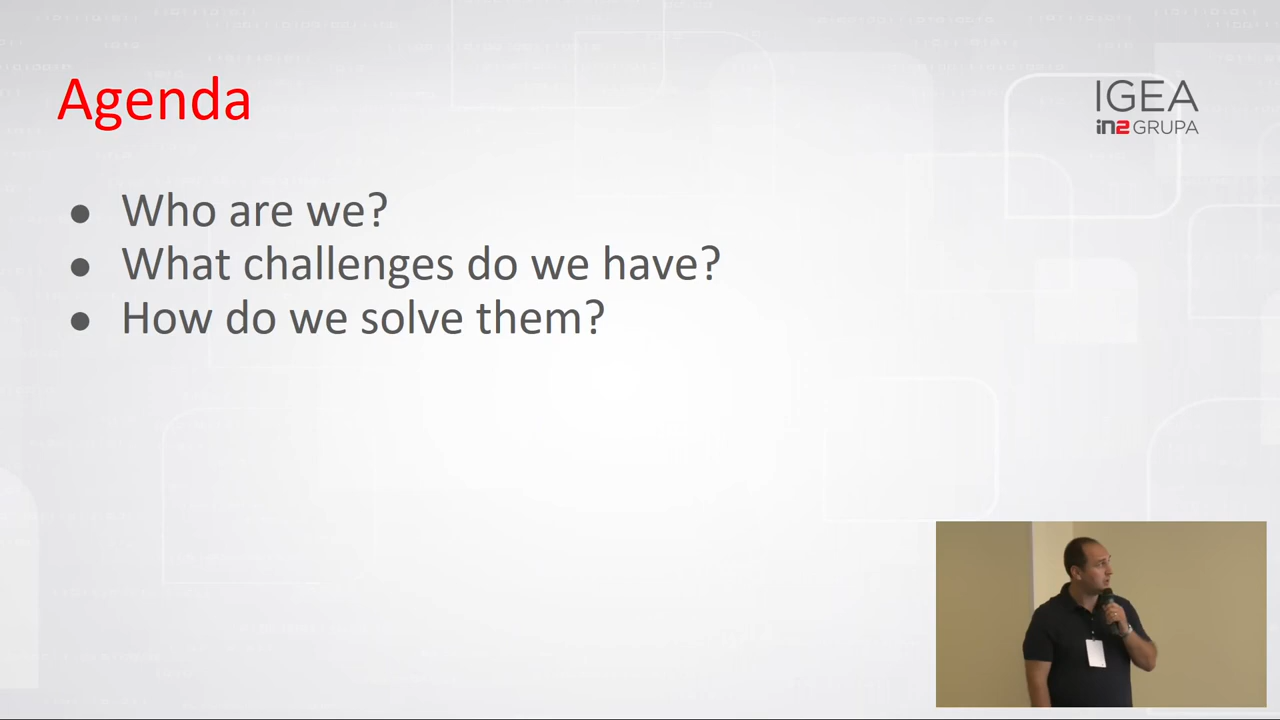 Agenda
IGEA
in2 GRUPA
● Who are we?
● What challenges do we have?
● How do we solve them?